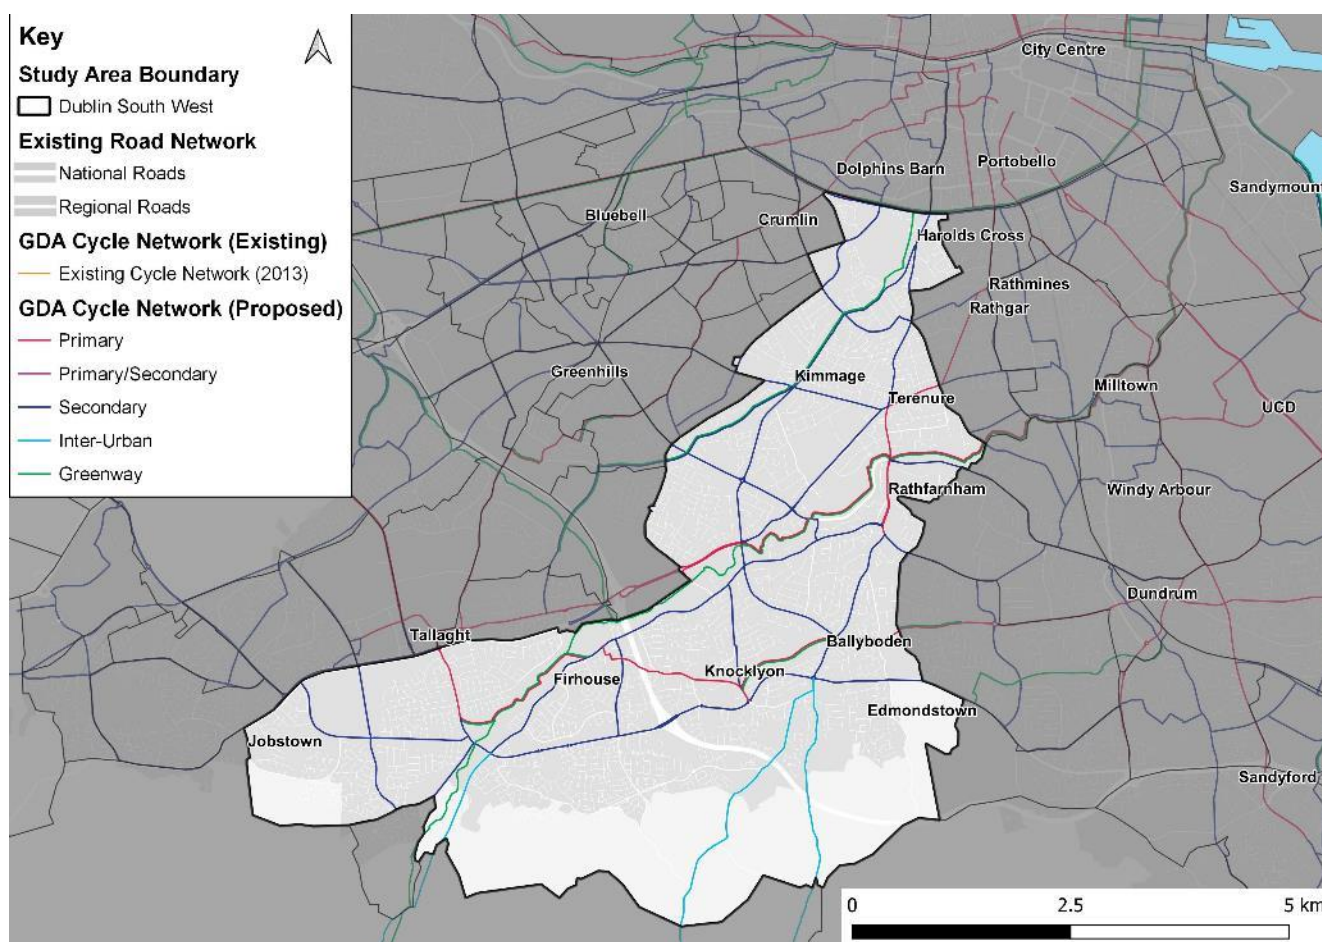 Key
Study Area Boundary
Dublin South West
Existing Road Network
National Roads
Regional Roads
GDA Cycle Network (Existing)
Existing Cycle Network (2013)
GDA Cycle Network (Proposed)
Primary
Primary/Secondary
Secondary
Inter-Urban
Greenway
City Centre
Portobello
Dolphins Barn
Sandymount
Bluebell
Crumlin
Harolds Cross
Rathmines
Rathgar
Greenhills
Kimmage
Milltown
Terenure
UCD
Rathfarnham
Windy Arbour
Dundrum
Tallaght
Ballyboden
Knocklyon
Firhouse
Edmondstown
Jobstown
Sandyford
0 2.5 5 km